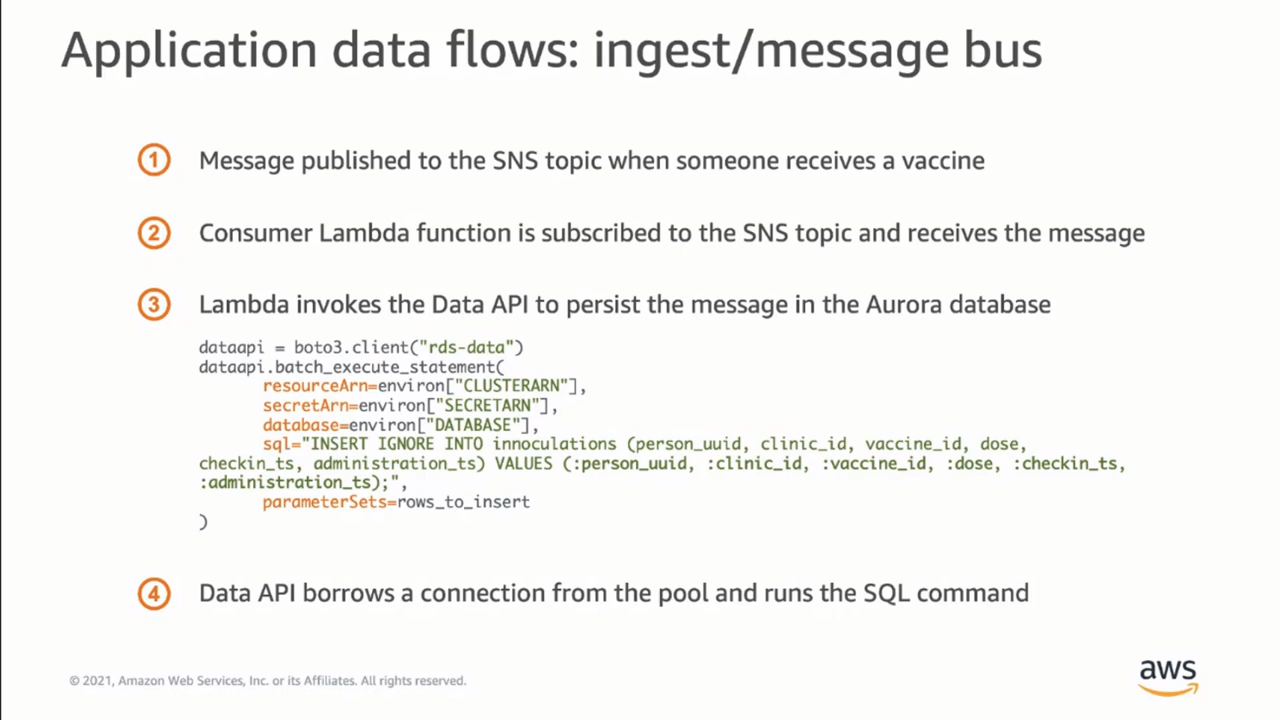 Application data flows: ingest/message bus
1 Message published to the SNS topic when someone receives a vaccine
2 Consumer Lambda function is subscribed to the SNS topic and receives the message
3 Lambda invokes the Data API to persist the message in the Aurora database
dataapi = boto3.client("rds-data")
dataapi.batch_execute_statement(
resourceArn=environ["CLUSTERARN"],
secretArn=environ["SECRETARN"],
database=environ["DATABASE"],
sql="INSERT IGNORE INTO innoculations (person_uuid, clinic_id, vaccine_id, dose,
checkin_ts, administration_ts) VALUES (:person_uuid, :clinic_id, :vaccine_id, :dose, :checkin_ts,
:administration_ts);",
parameterSets=rows_to_insert
)
4 Data API borrows a connection from the pool and runs the SQL command
© 2021, Amazon Web Services, Inc. or its Affiliates. All rights reserved.
aws